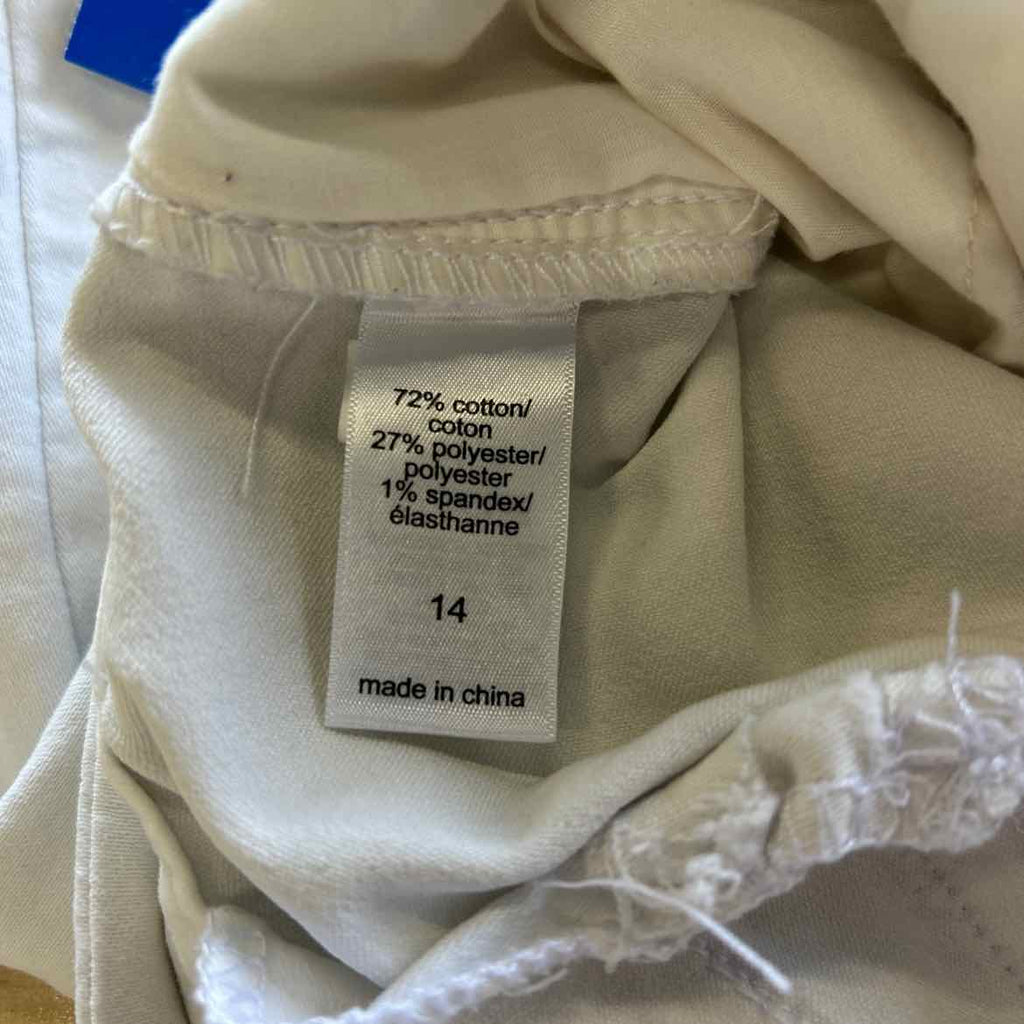 72% cotton/
coton
27% polyester/
polyester
1% spandex/
élasthanne
14
made in china